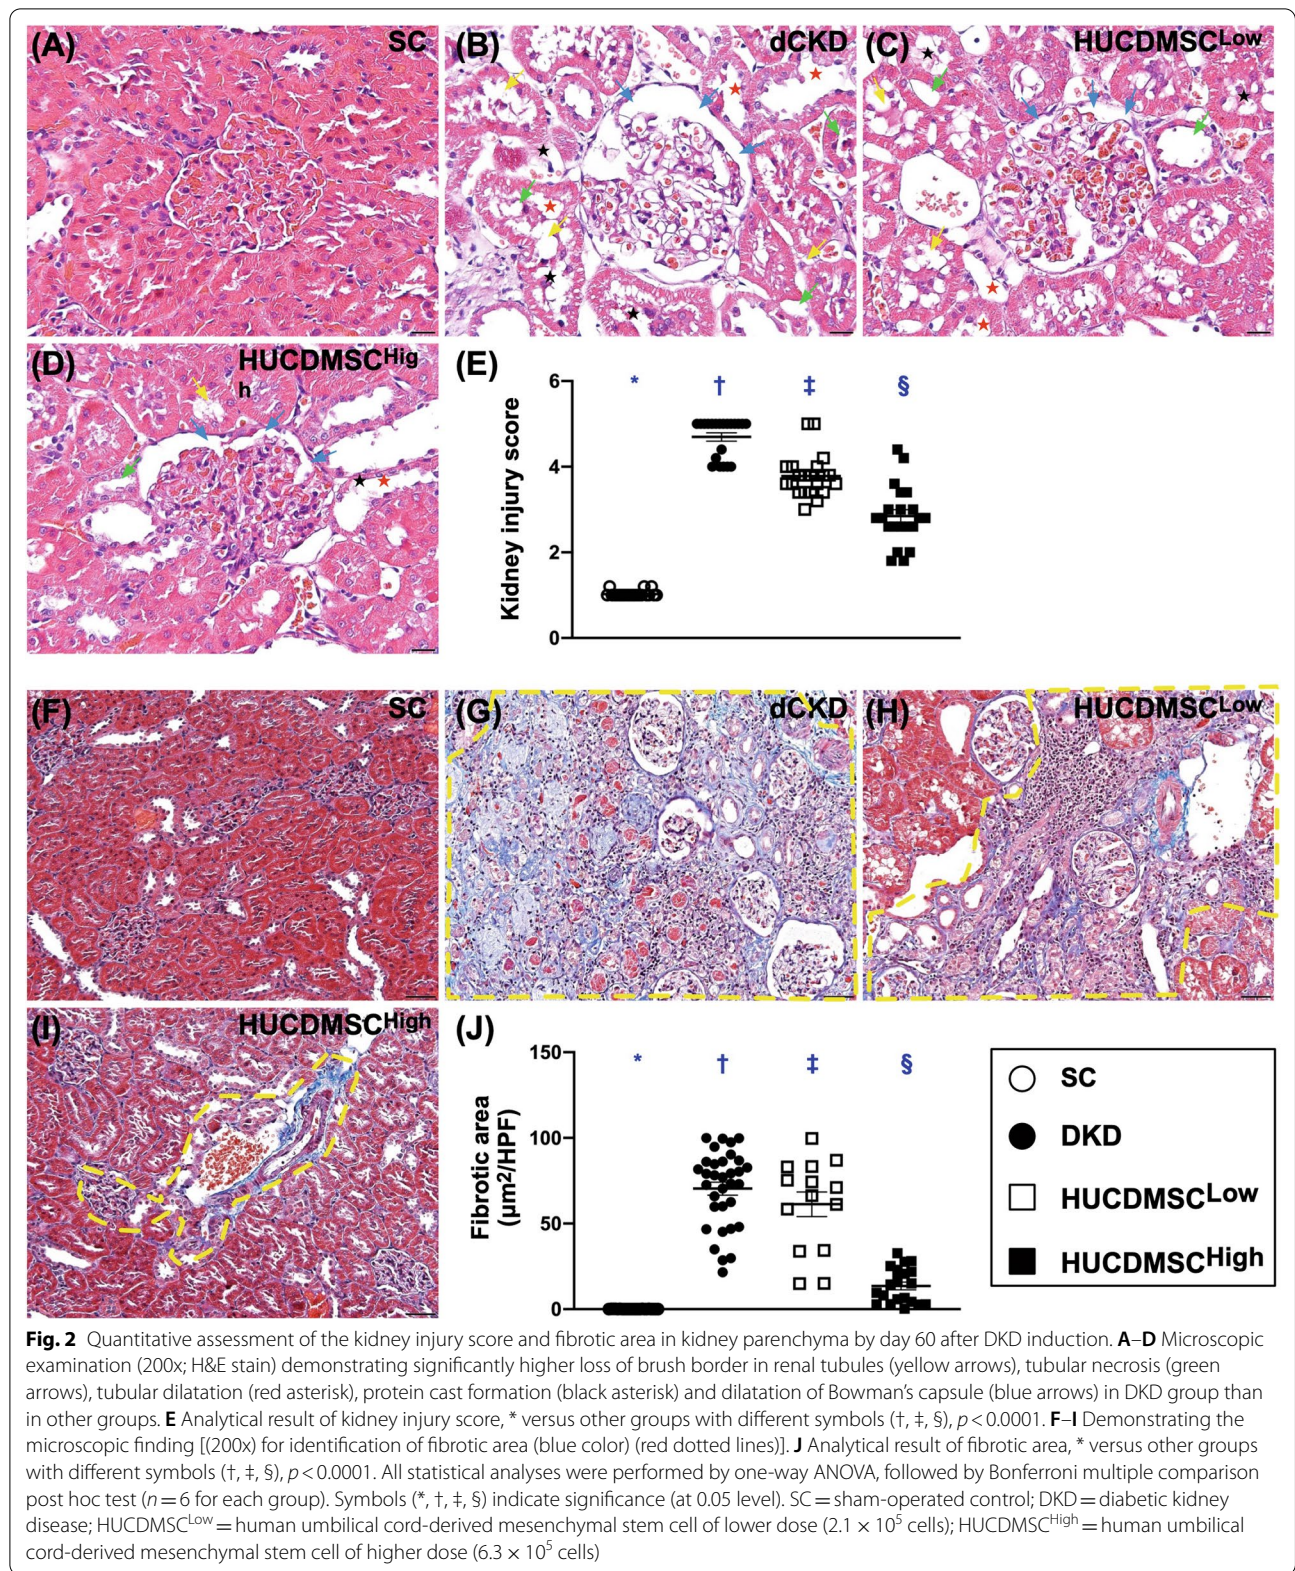 (A) SC
(B) dCKD
(C) HUCDMSCLow
(D) HUCDMSCHig
h
(E)
* † ‡ §
Kidney injury score
6
4
2
0
(F) SC
(G) dCKD
(H) HUCDMSCLow
(I) HUCDMSCHigh
(J)
* † ‡ §
Fibrotic area
(µm2/HPF)
150
100
50
0
SC
DKD
HUCDMSCLow
HUCDMSCHigh
Fig. 2 Quantitative assessment of the kidney injury score and fibrotic area in kidney parenchyma by day 60 after DKD induction. A–D Microscopic
examination (200x; H&E stain) demonstrating significantly higher loss of brush border in renal tubules (yellow arrows), tubular necrosis (green
arrows), tubular dilatation (red asterisk), protein cast formation (black asterisk) and dilatation of Bowman's capsule (blue arrows) in DKD group than
in other groups. E Analytical result of kidney injury score, * versus other groups with different symbols (†, ‡, §), p < 0.0001. F–I Demonstrating the
microscopic finding [(200x) for identification of fibrotic area (blue color) (red dotted lines)]. J Analytical result of fibrotic area, * versus other groups
with different symbols (†, ‡, §), p < 0.0001. All statistical analyses were performed by one-way ANOVA, followed by Bonferroni multiple comparison
post hoc test (n = 6 for each group). Symbols (*, †, ‡, §) indicate significance (at 0.05 level). SC = sham-operated control; DKD = diabetic kidney
disease; HUCDMSCLow = human umbilical cord-derived mesenchymal stem cell of lower dose (2.1 × 10⁵ cells); HUCDMSCHigh = human umbilical
cord-derived mesenchymal stem cell of higher dose (6.3 × 10⁵ cells)